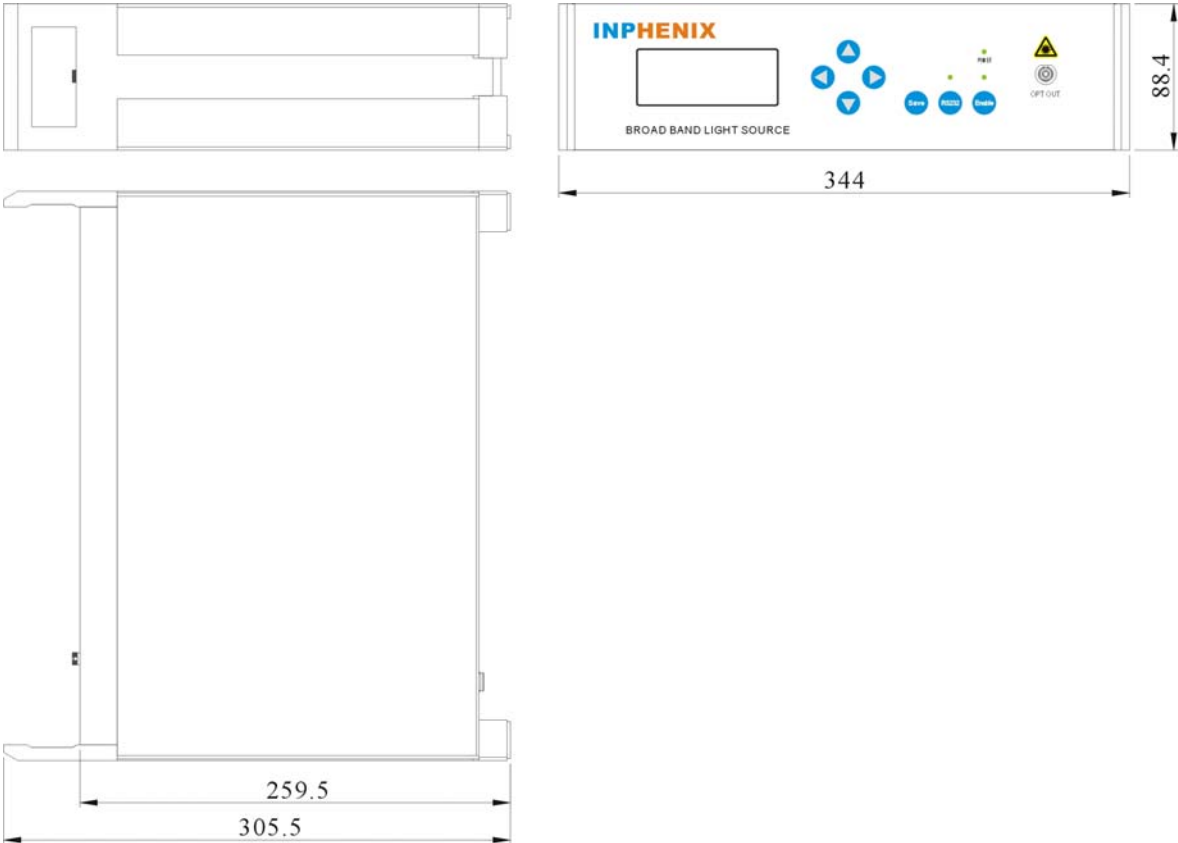 INPHENIX
BROAD BAND LIGHT SOURCE
Save
RS232
Enable
OPT OUT
88.4
344
259.5
305.5